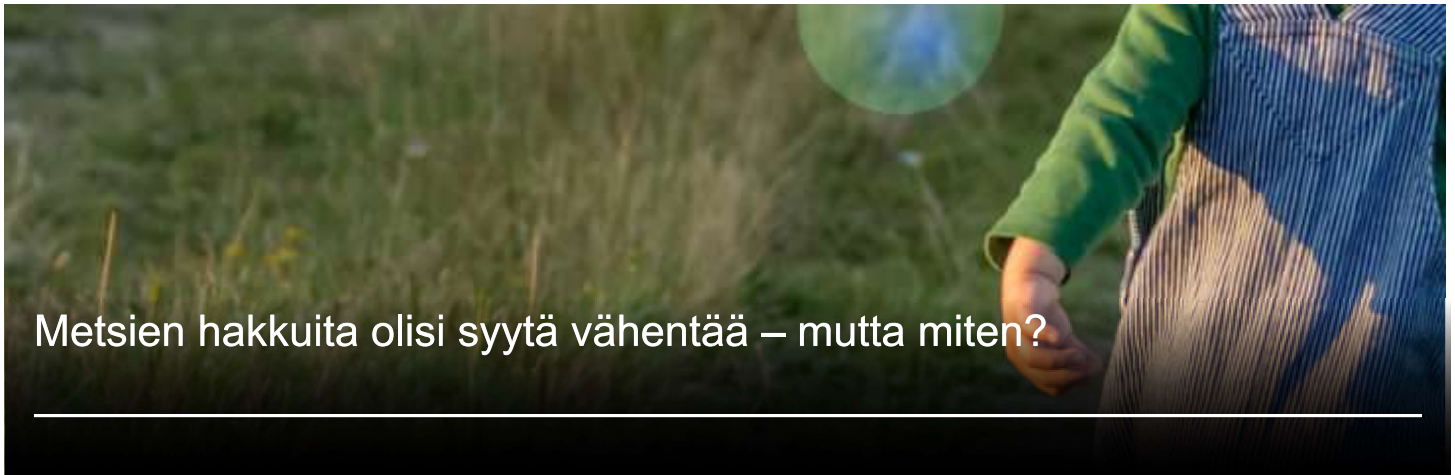 Metsien hakkuita olisi syytä vähentää – mutta miten?